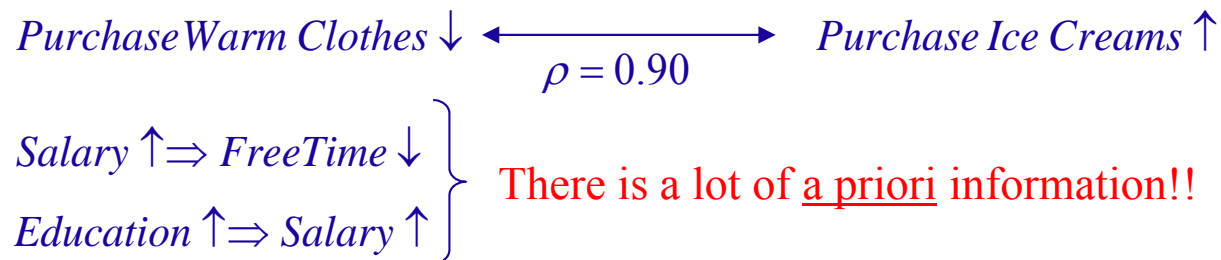 PurchaseWarm Clothes ↓ ↔ Purchase Ice Creams ↑
ρ = 0.90
Salary ↑⇒ FreeTime ↓
There is a lot of a priori information!!
Education ↑⇒ Salary ↑